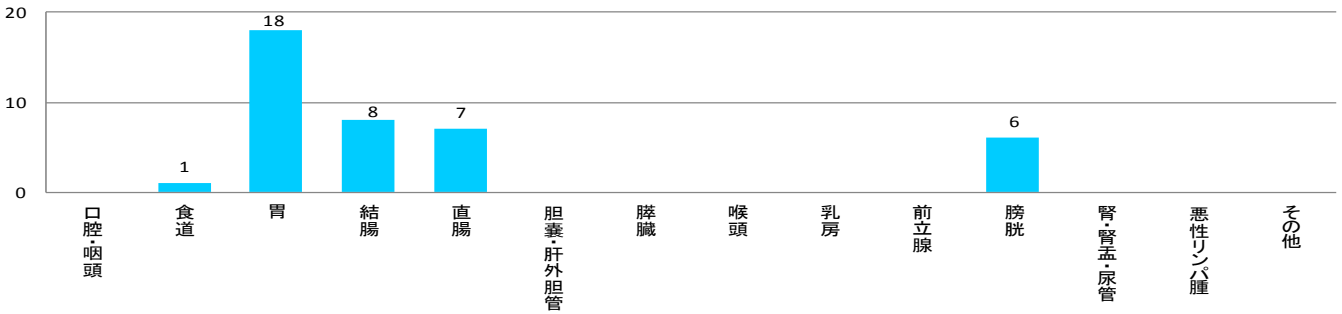 20
10
0
1
18
8
7
6
口腔・咽頭
食道
胃
結腸
直腸
胆嚢・肝外胆管
膵臓
喉頭
乳房
前立腺
膀胱
腎・腎盂・尿管
悪性リンパ腫
その他